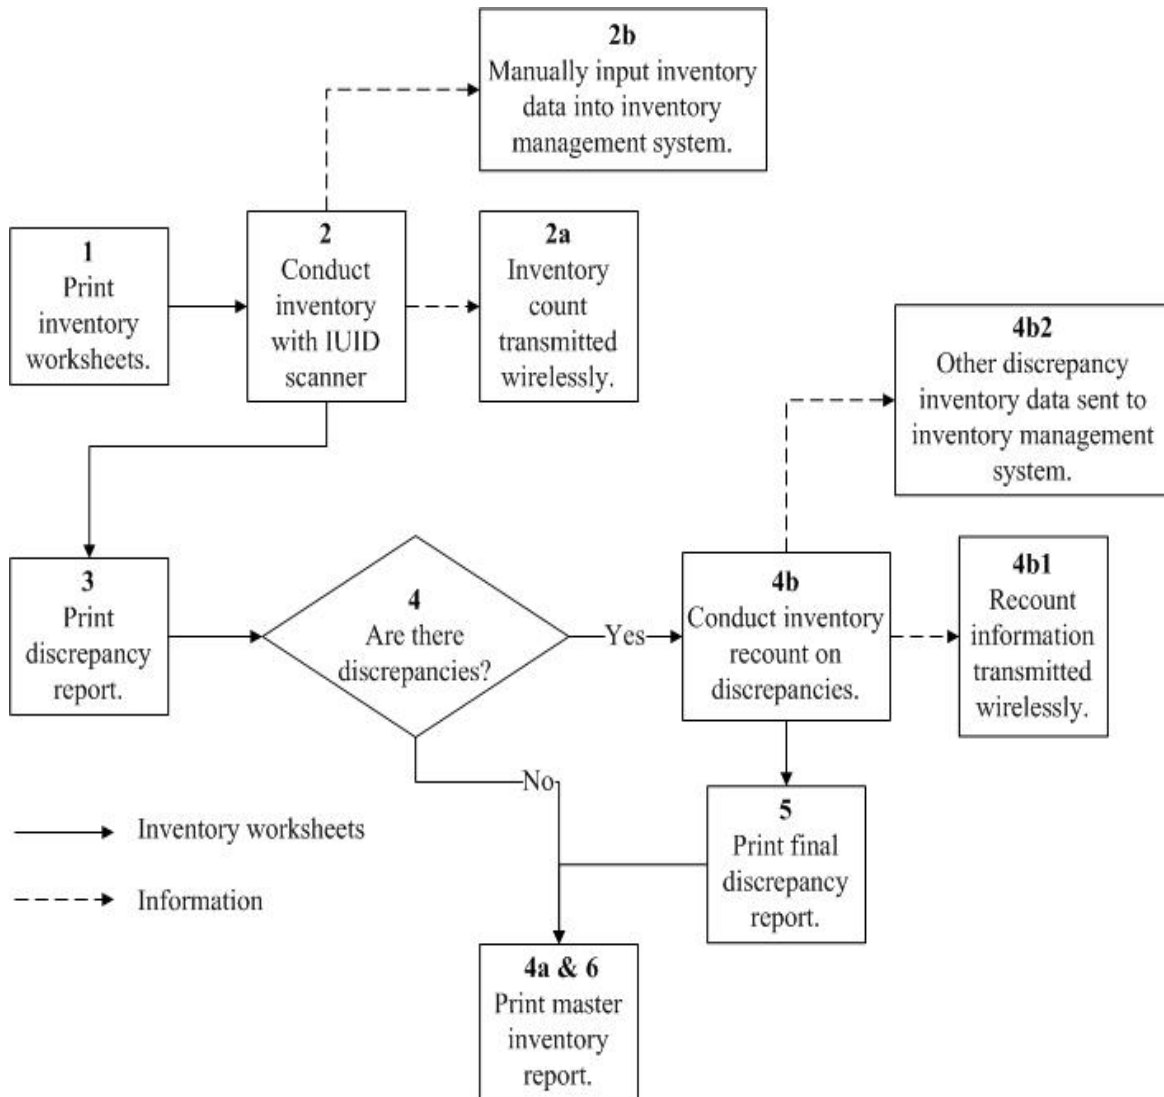 2b
Manually input inventory
data into inventory
management system.
1
Print
inventory
worksheets.
2
Conduct
inventory
with IUID
scanner
2a
Inventory
count
transmitted
wirelessly.
4b2
Other discrepancy
inventory data sent to
inventory management
system.
3
Print
discrepancy
report.
4
Are there
discrepancies?
Yes
4b
Conduct inventory
recount on
discrepancies.
4b1
Recount
information
transmitted
wirelessly.
No
5
Print final
discrepancy
report.
Inventory worksheets
Information
4a & 6
Print master
inventory
report.